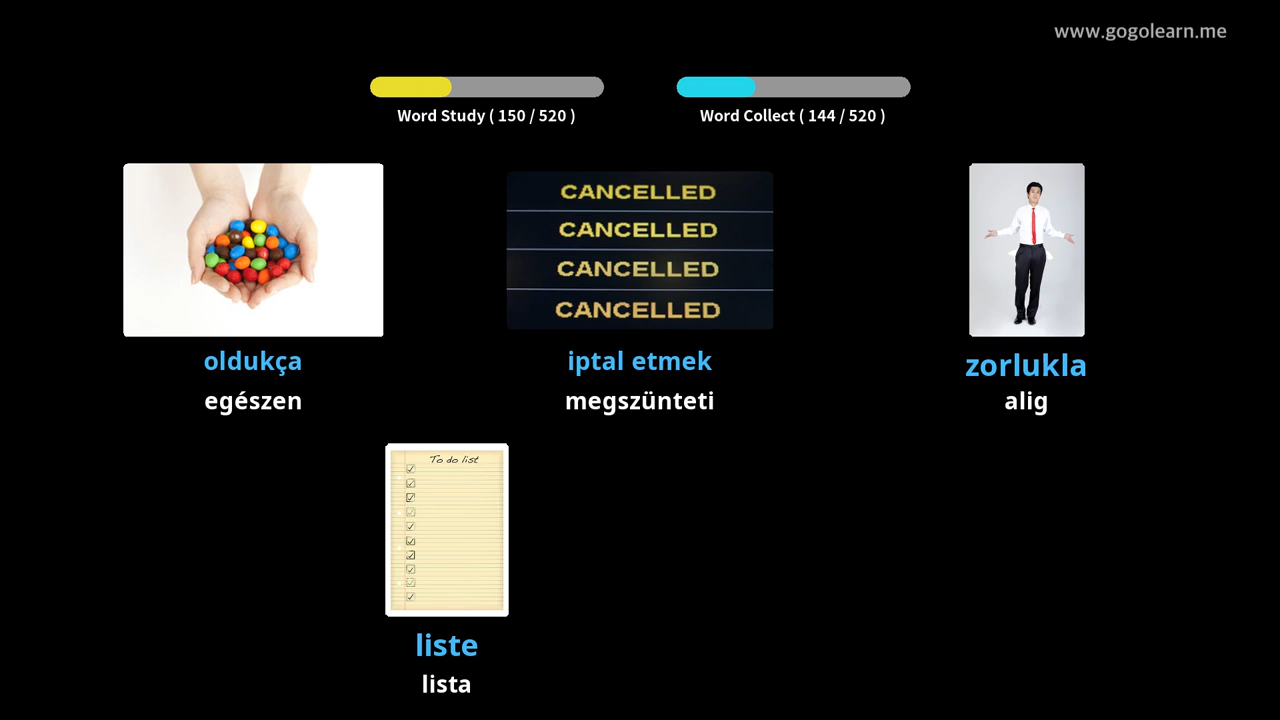 www.gogolearn.me
Word Study ( 150 / 520 )
Word Collect ( 144 / 520 )
CANCELLED
CANCELLED
CANCELLED
CANCELLED
oldukça
iptal etmek
zorlukla
egészen
megszünteti
alig
To do list
liste
lista